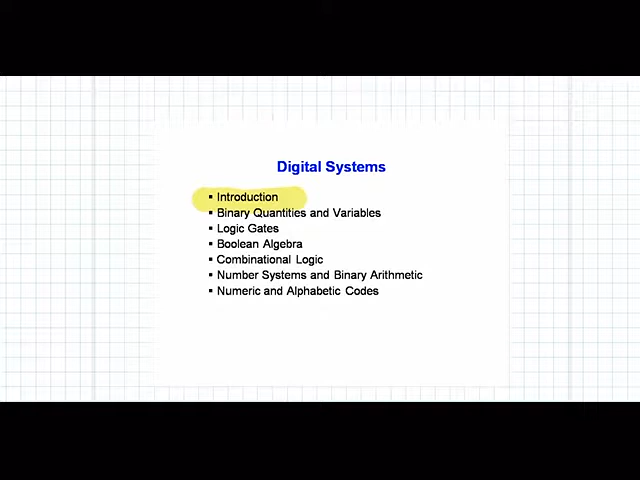 Digital Systems
▪ Introduction
▪ Binary Quantities and Variables
▪ Logic Gates
▪ Boolean Algebra
▪ Combinational Logic
▪ Number Systems and Binary Arithmetic
▪ Numeric and Alphabetic Codes